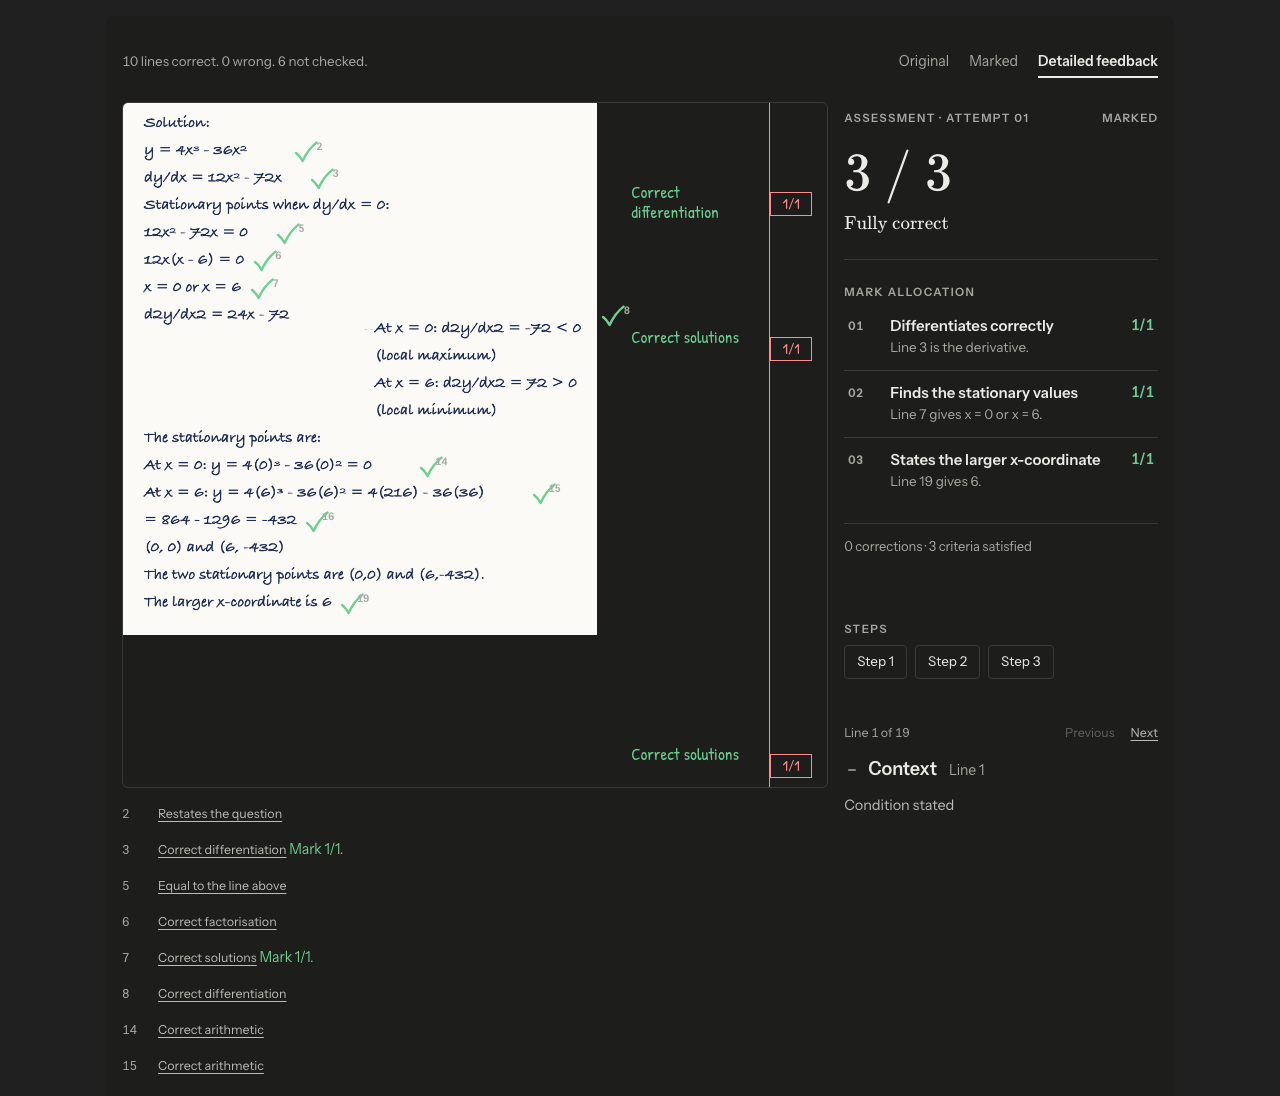 10 lines correct. 0 wrong. 6 not checked.
Original Marked Detailed feedback
Solution:
y = 4x³ - 36x²
2
dy/dx = 12x² - 72x
3
Stationary points when dy/dx = 0:
12x² - 72x = 0
5
12x(x - 6) = 0
6
x = 0 or x = 6
7
d2y/dx2 = 24x - 72
At x = 0: d2y/dx2 = -72 < 0
8
(local maximum)
At x = 6: d2y/dx2 = 72 > 0
(local minimum)
The stationary points are:
At x = 0: y = 4(0)³ - 36(0)² = 0
14
At x = 6: y = 4(6)³ - 36(6)² = 4(216) - 36(36)
15
= 864 - 1296 = -432
16
(0, 0) and (6, -432)
The two stationary points are (0,0) and (6,-432).
The larger x-coordinate is 6
19
Correct
differentiation
1/1
Correct solutions
1/1
Correct solutions
1/1
2 Restates the question
3 Correct differentiation Mark 1/1.
5 Equal to the line above
6 Correct factorisation
7 Correct solutions Mark 1/1.
8 Correct differentiation
14 Correct arithmetic
15 Correct arithmetic
ASSESSMENT · ATTEMPT 01 MARKED
3 / 3
Fully correct
MARK ALLOCATION
01 Differentiates correctly 1/1
Line 3 is the derivative.
02 Finds the stationary values 1/1
Line 7 gives x = 0 or x = 6.
03 States the larger x-coordinate 1/1
Line 19 gives 6.
0 corrections · 3 criteria satisfied
STEPS
Step 1 Step 2 Step 3
Line 1 of 19 Previous Next
– Context Line 1
Condition stated